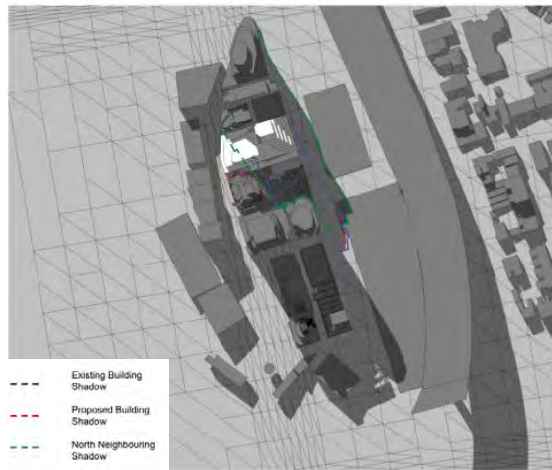 Existing Building
Shadow
Proposed Building
Shadow
North Neighbouring
Shadow